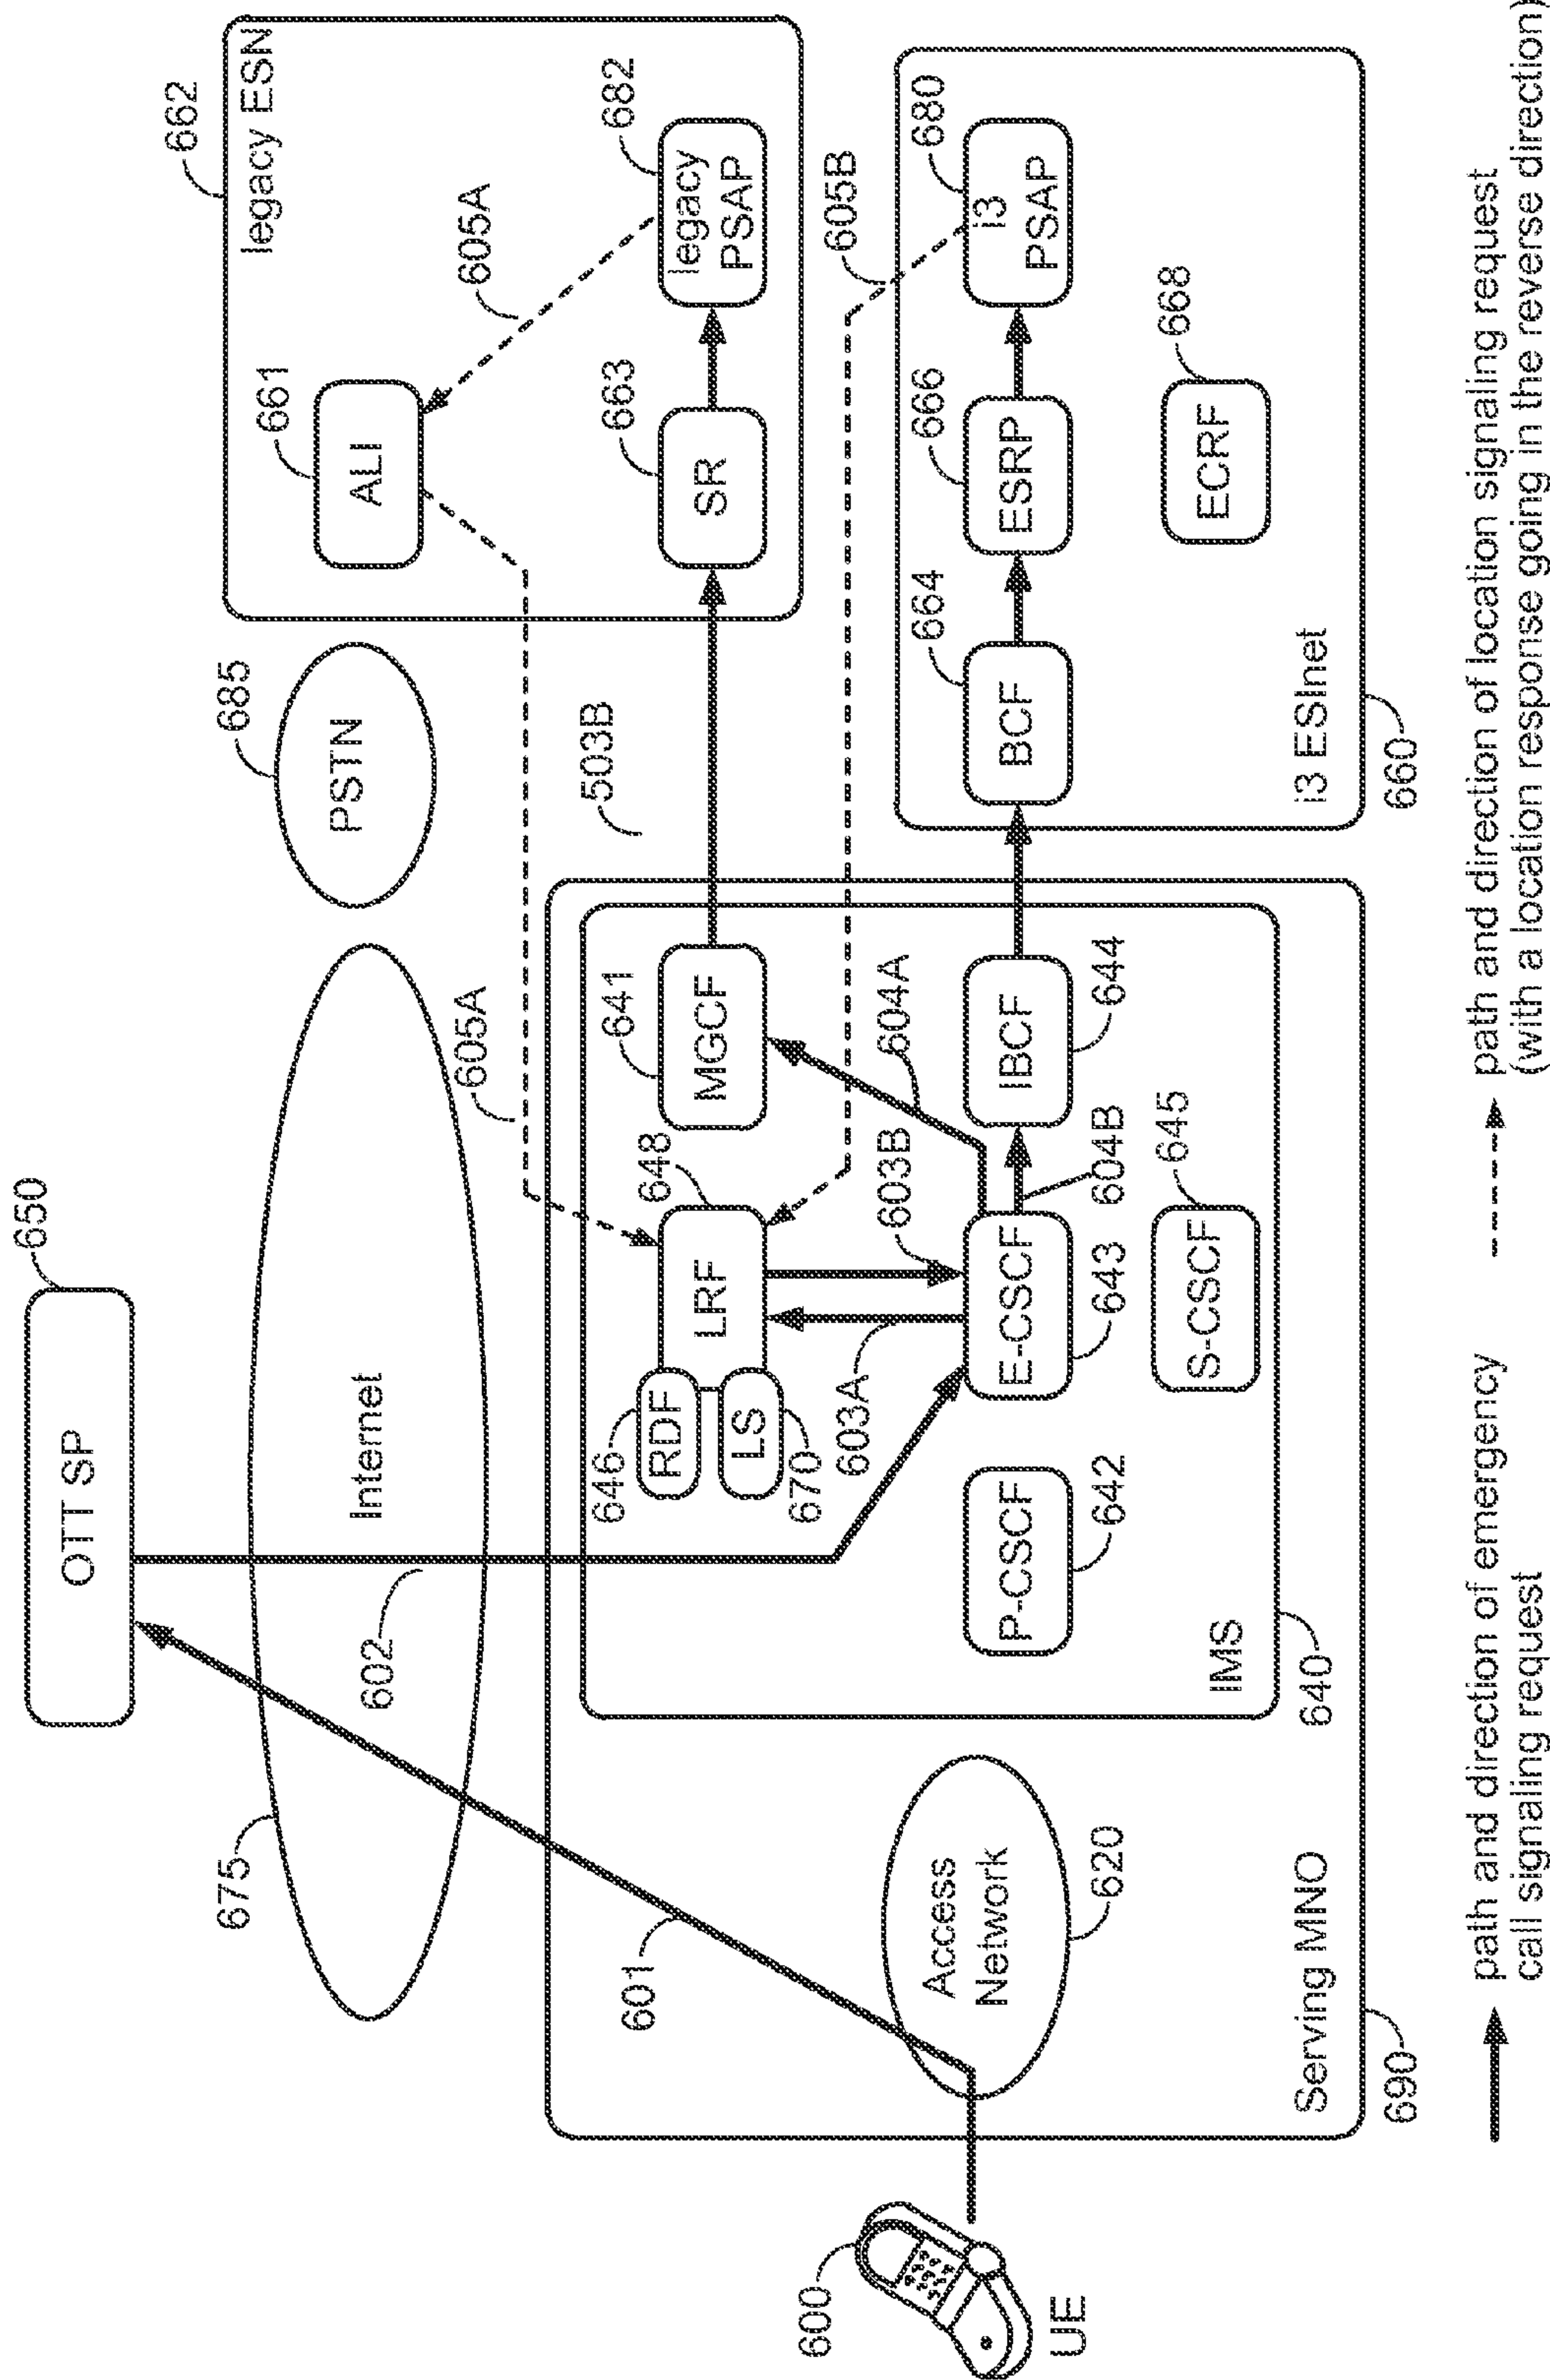 650
OTT SP
675
Internet
602
601
685
PSTN
662
legacy ESN
661
ALI
605A
605A
682
legacy
PSAP
663
SR
503B
605B
641
MGCF
648
LRF
646
RDF
LS
670
603A
603B
604A
604B
E-CSCF
643
IBCF
644
P-CSCF
642
S-CSCF
645
IMS
640
Access
Network
620
Serving MNO
690
600
UE
664
BCF
666
ESRP
680
i3
PSAP
668
ECRF
i3 ESInet
660
path and direction of emergency
call signaling request
path and direction of location signaling request
(with a location response going in the reverse direction)